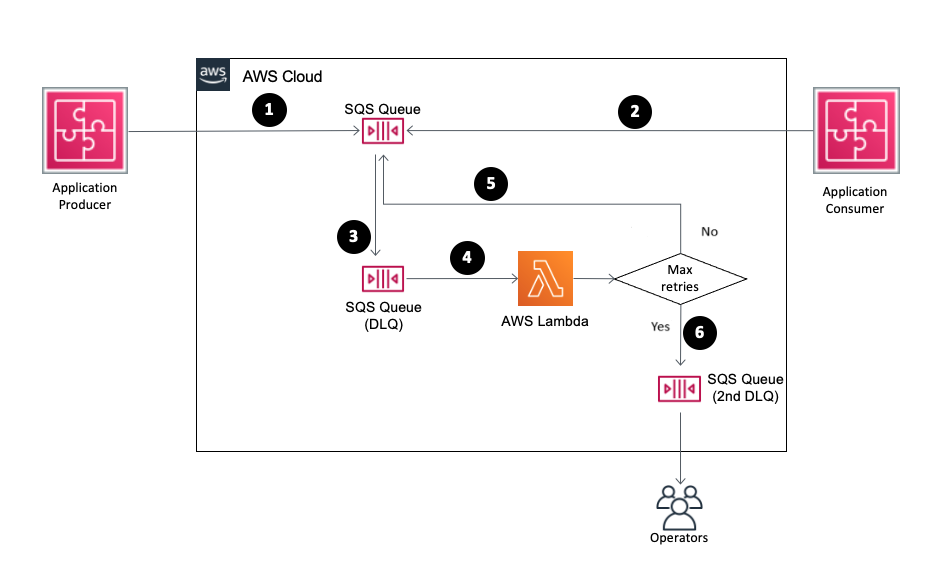 aws
AWS Cloud
1
SQS Queue
2
Application
Producer
Application
Consumer
5
3
4
No
Max
retries
SQS Queue
(DLQ)
AWS Lambda
Yes
6
SQS Queue
(2nd DLQ)
Operators